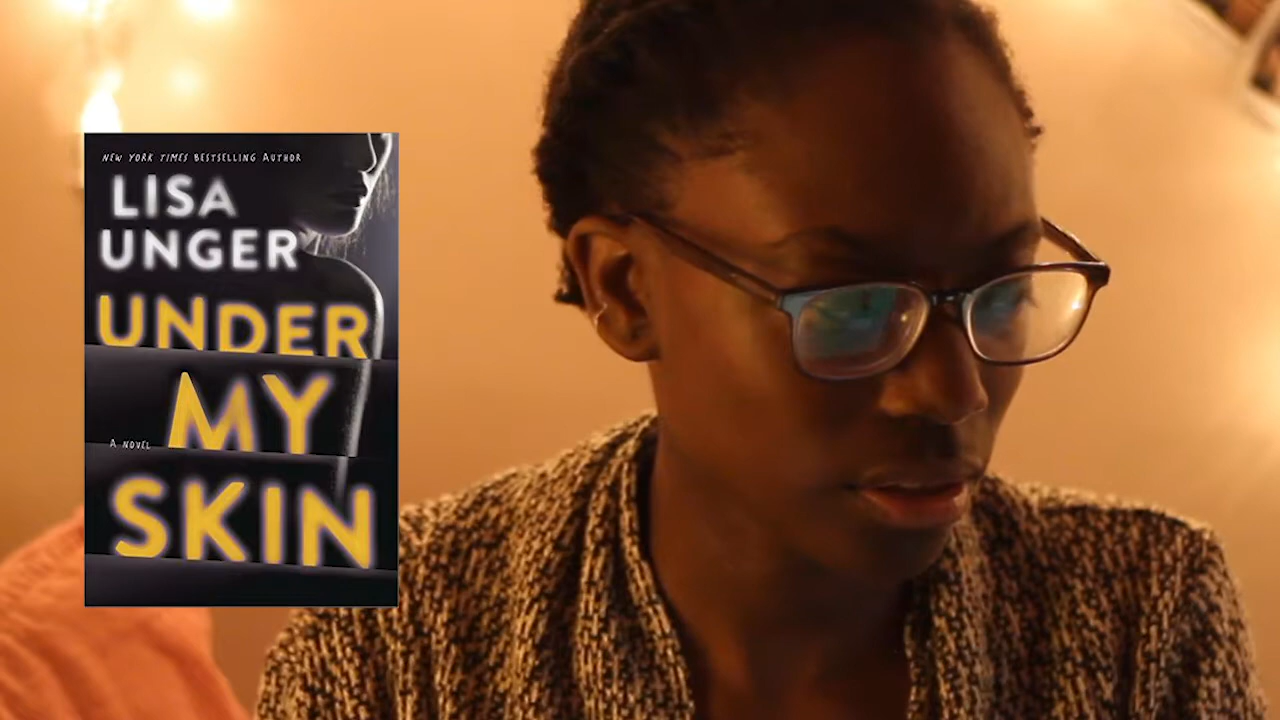 NEW YORK TIMES BESTSELLING AUTHOR
LISA
UNGER
UNDER
MY
A NOVEL
SKIN